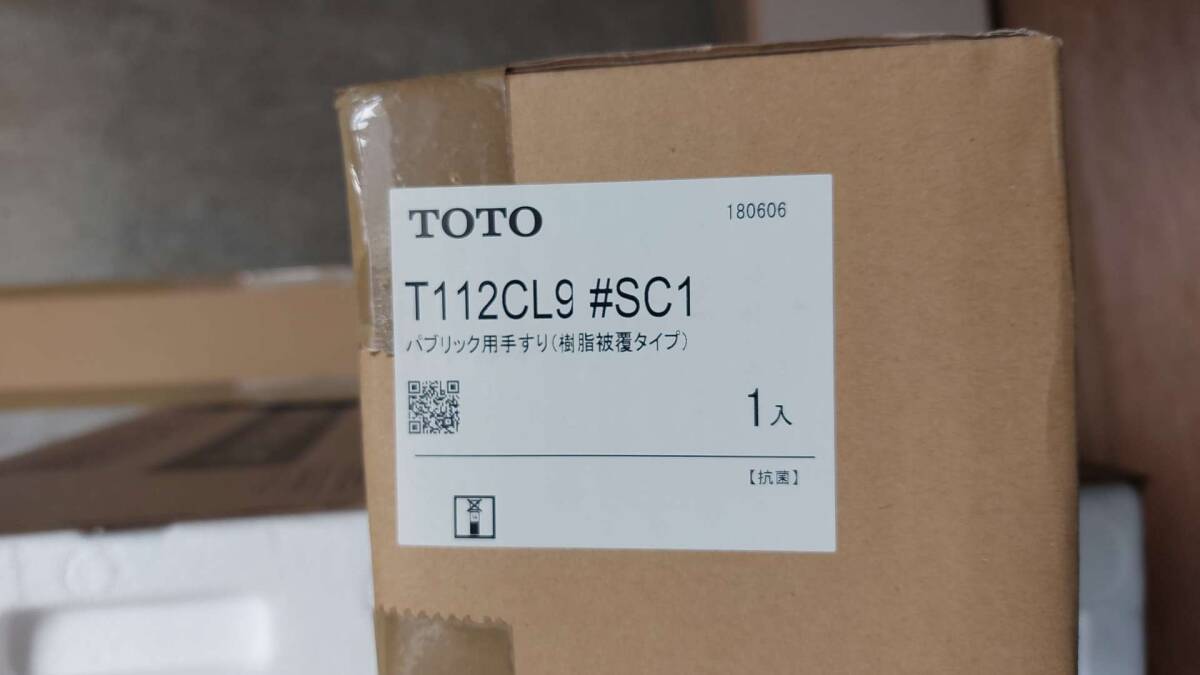 TOTO
180606
T112CL9 #SC1
パブリック用手すり(樹脂被覆タイプ)
1入
【抗菌】